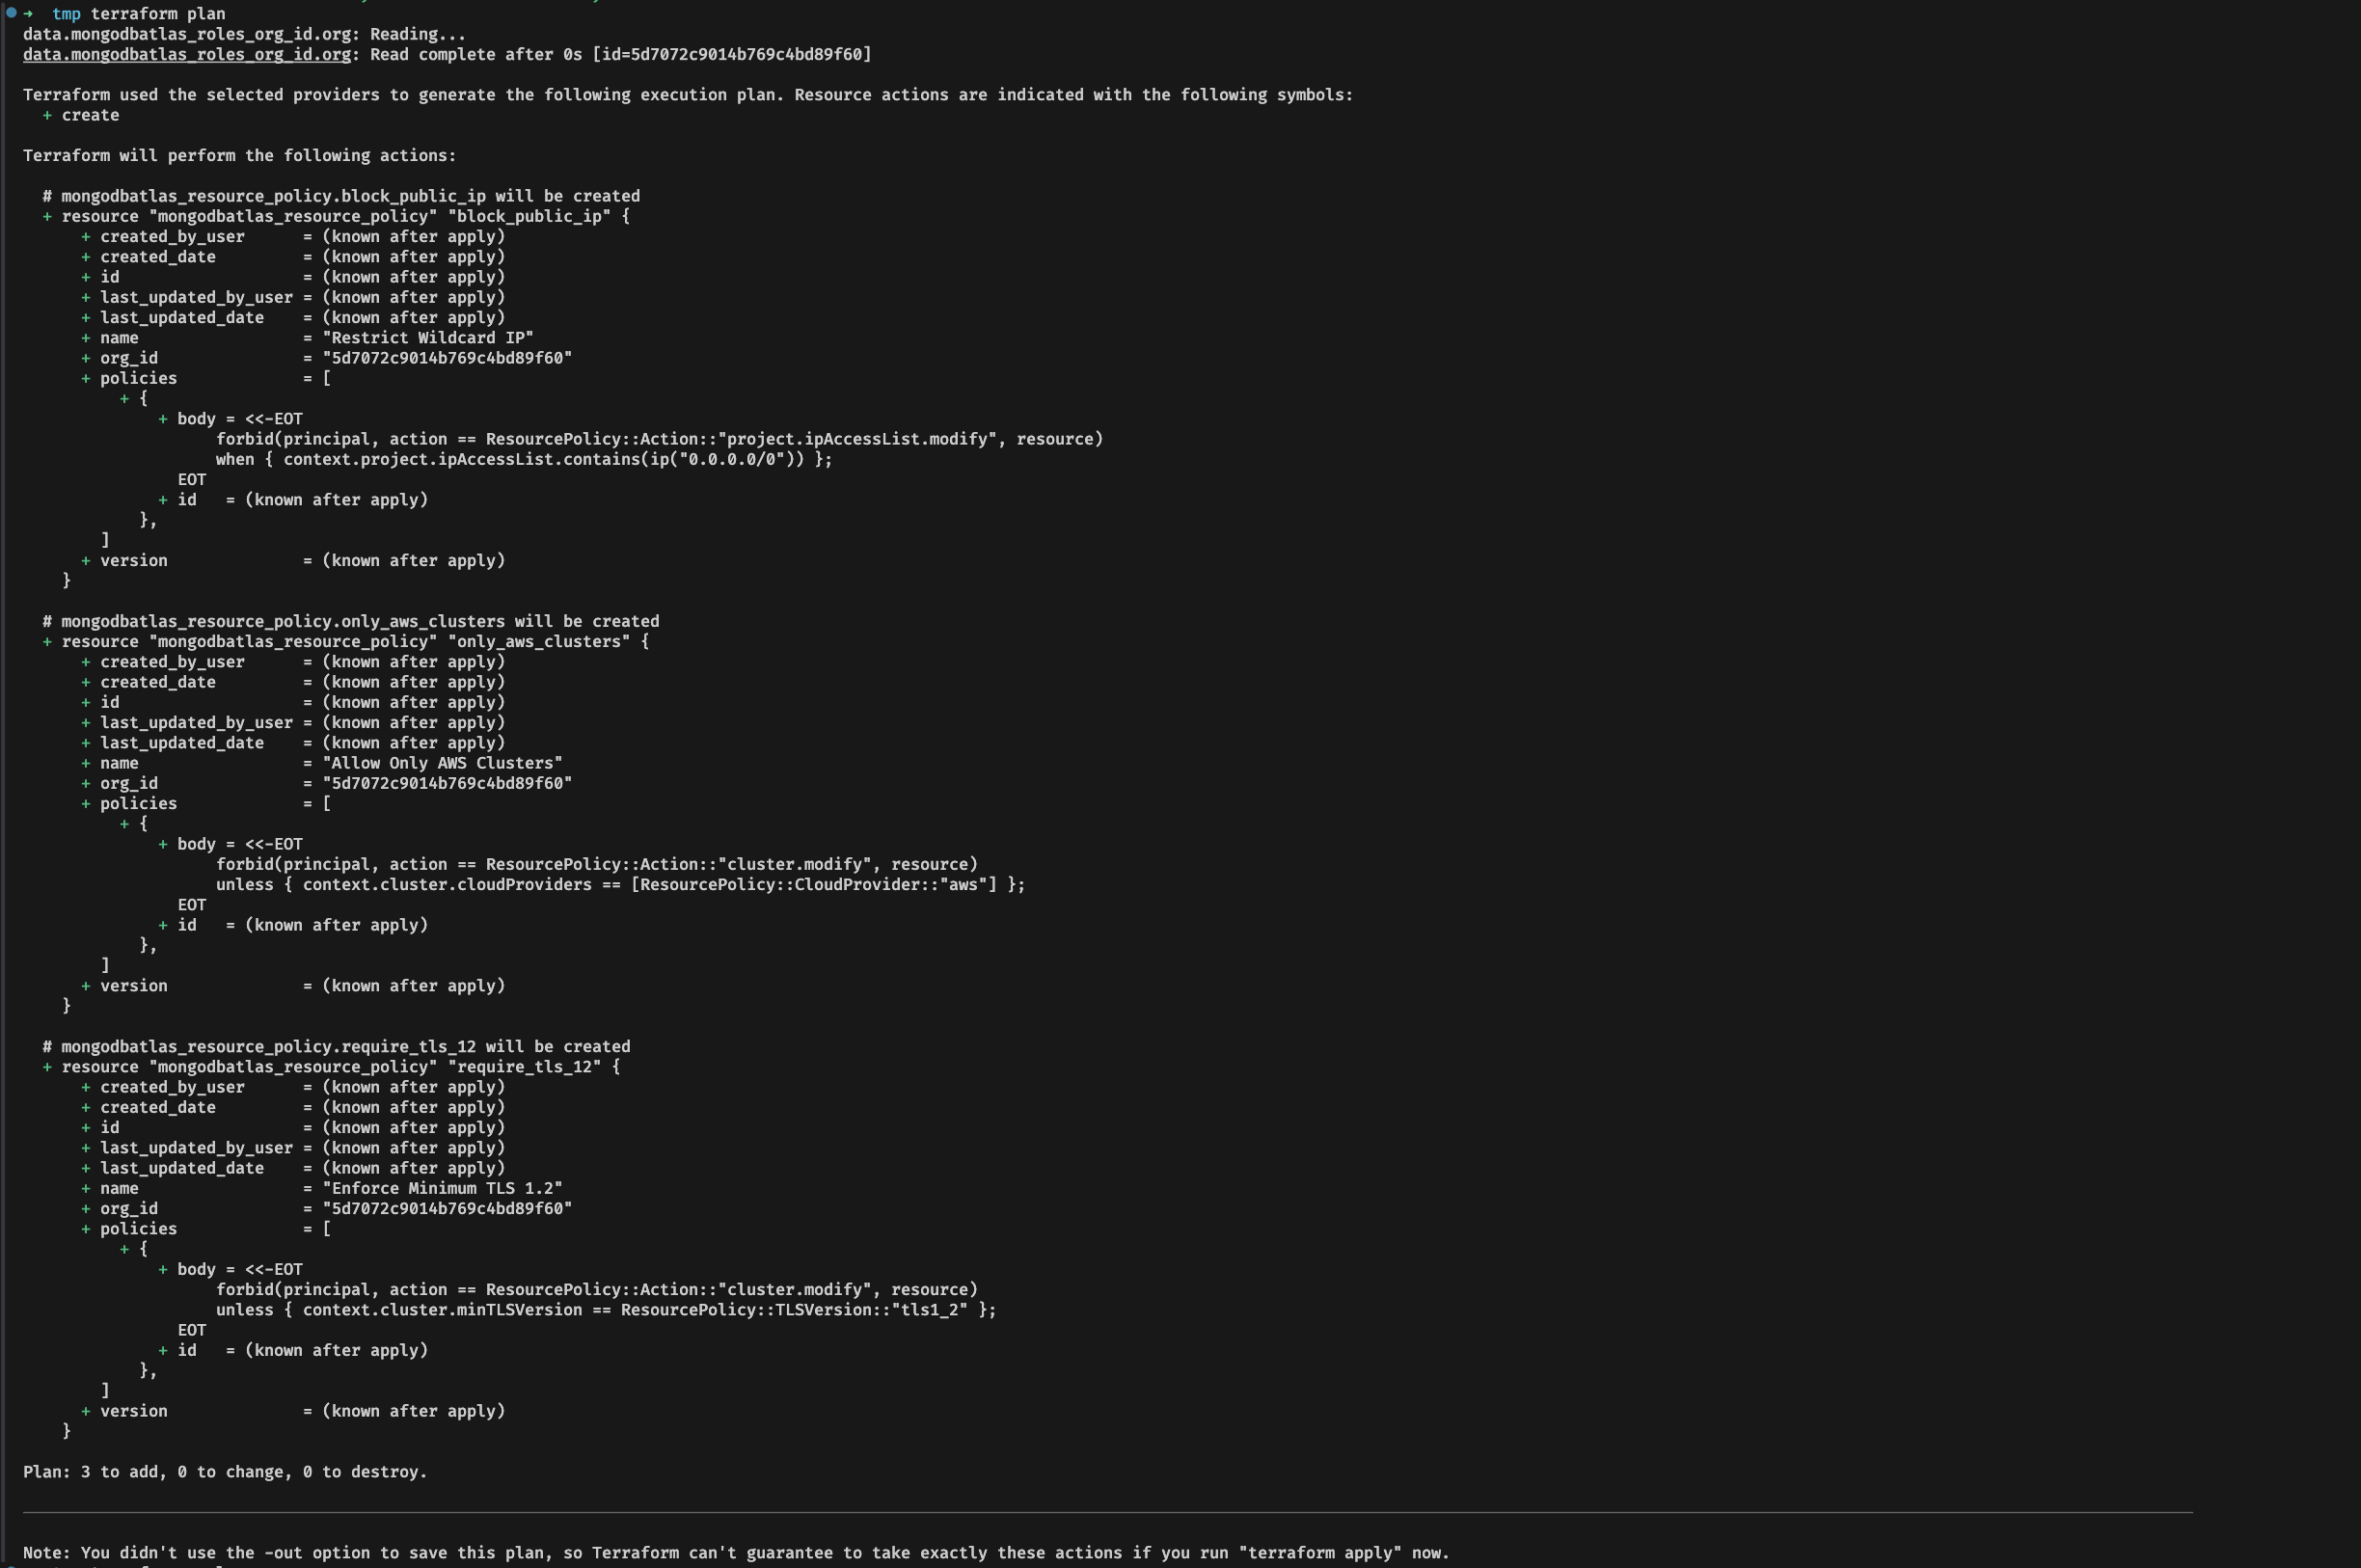 → tmp terraform plan
data.mongodbatlas_roles_org_id.org: Reading...
data.mongodbatlas_roles_org_id.org: Read complete after 0s [id=5d7072c9014b769c4bd89f60]
Terraform used the selected providers to generate the following execution plan. Resource actions are indicated with the following symbols:
+ create
Terraform will perform the following actions:
# mongodbatlas_resource_policy.block_public_ip will be created
+ resource "mongodbatlas_resource_policy" "block_public_ip" {
+ created_by_user = (known after apply)
+ created_date = (known after apply)
+ id = (known after apply)
+ last_updated_by_user = (known after apply)
+ last_updated_date = (known after apply)
+ name = "Restrict Wildcard IP"
+ org_id = "5d7072c9014b769c4bd89f60"
+ policies = [
+ {
+ body = <<-EOT
forbid(principal, action == ResourcePolicy::Action::"project.ipAccessList.modify", resource)
when { context.project.ipAccessList.contains(ip("0.0.0.0/0")) };
EOT
+ id = (known after apply)
},
]
+ version = (known after apply)
}
# mongodbatlas_resource_policy.only_aws_clusters will be created
+ resource "mongodbatlas_resource_policy" "only_aws_clusters" {
+ created_by_user = (known after apply)
+ created_date = (known after apply)
+ id = (known after apply)
+ last_updated_by_user = (known after apply)
+ last_updated_date = (known after apply)
+ name = "Allow Only AWS Clusters"
+ org_id = "5d7072c9014b769c4bd89f60"
+ policies = [
+ {
+ body = <<-EOT
forbid(principal, action == ResourcePolicy::Action::"cluster.modify", resource)
unless { context.cluster.cloudProviders == [ResourcePolicy::CloudProvider::"aws"] };
EOT
+ id = (known after apply)
},
]
+ version = (known after apply)
}
# mongodbatlas_resource_policy.require_tls_12 will be created
+ resource "mongodbatlas_resource_policy" "require_tls_12" {
+ created_by_user = (known after apply)
+ created_date = (known after apply)
+ id = (known after apply)
+ last_updated_by_user = (known after apply)
+ last_updated_date = (known after apply)
+ name = "Enforce Minimum TLS 1.2"
+ org_id = "5d7072c9014b769c4bd89f60"
+ policies = [
+ {
+ body = <<-EOT
forbid(principal, action == ResourcePolicy::Action::"cluster.modify", resource)
unless { context.cluster.minTLSVersion == ResourcePolicy::TLSVersion::"tls1_2" };
EOT
+ id = (known after apply)
},
]
+ version = (known after apply)
}
Plan: 3 to add, 0 to change, 0 to destroy.
Note: You didn't use the -out option to save this plan, so Terraform can't guarantee to take exactly these actions if you run "terraform apply" now.